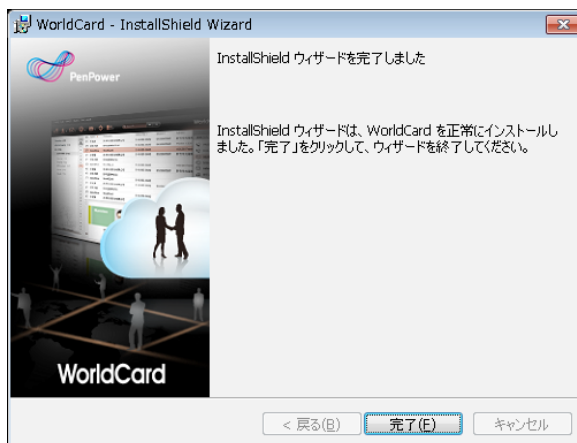 WorldCard - InstallShield Wizard
PenPower
InstallShield ウィザードを完了しました
InstallShield ウィザードは、WorldCard を正常にインストールし
ました。「完了」をクリックして、ウィザードを終了してください。
WorldCard
< 戻る(B)
完了(F)
キャンセル